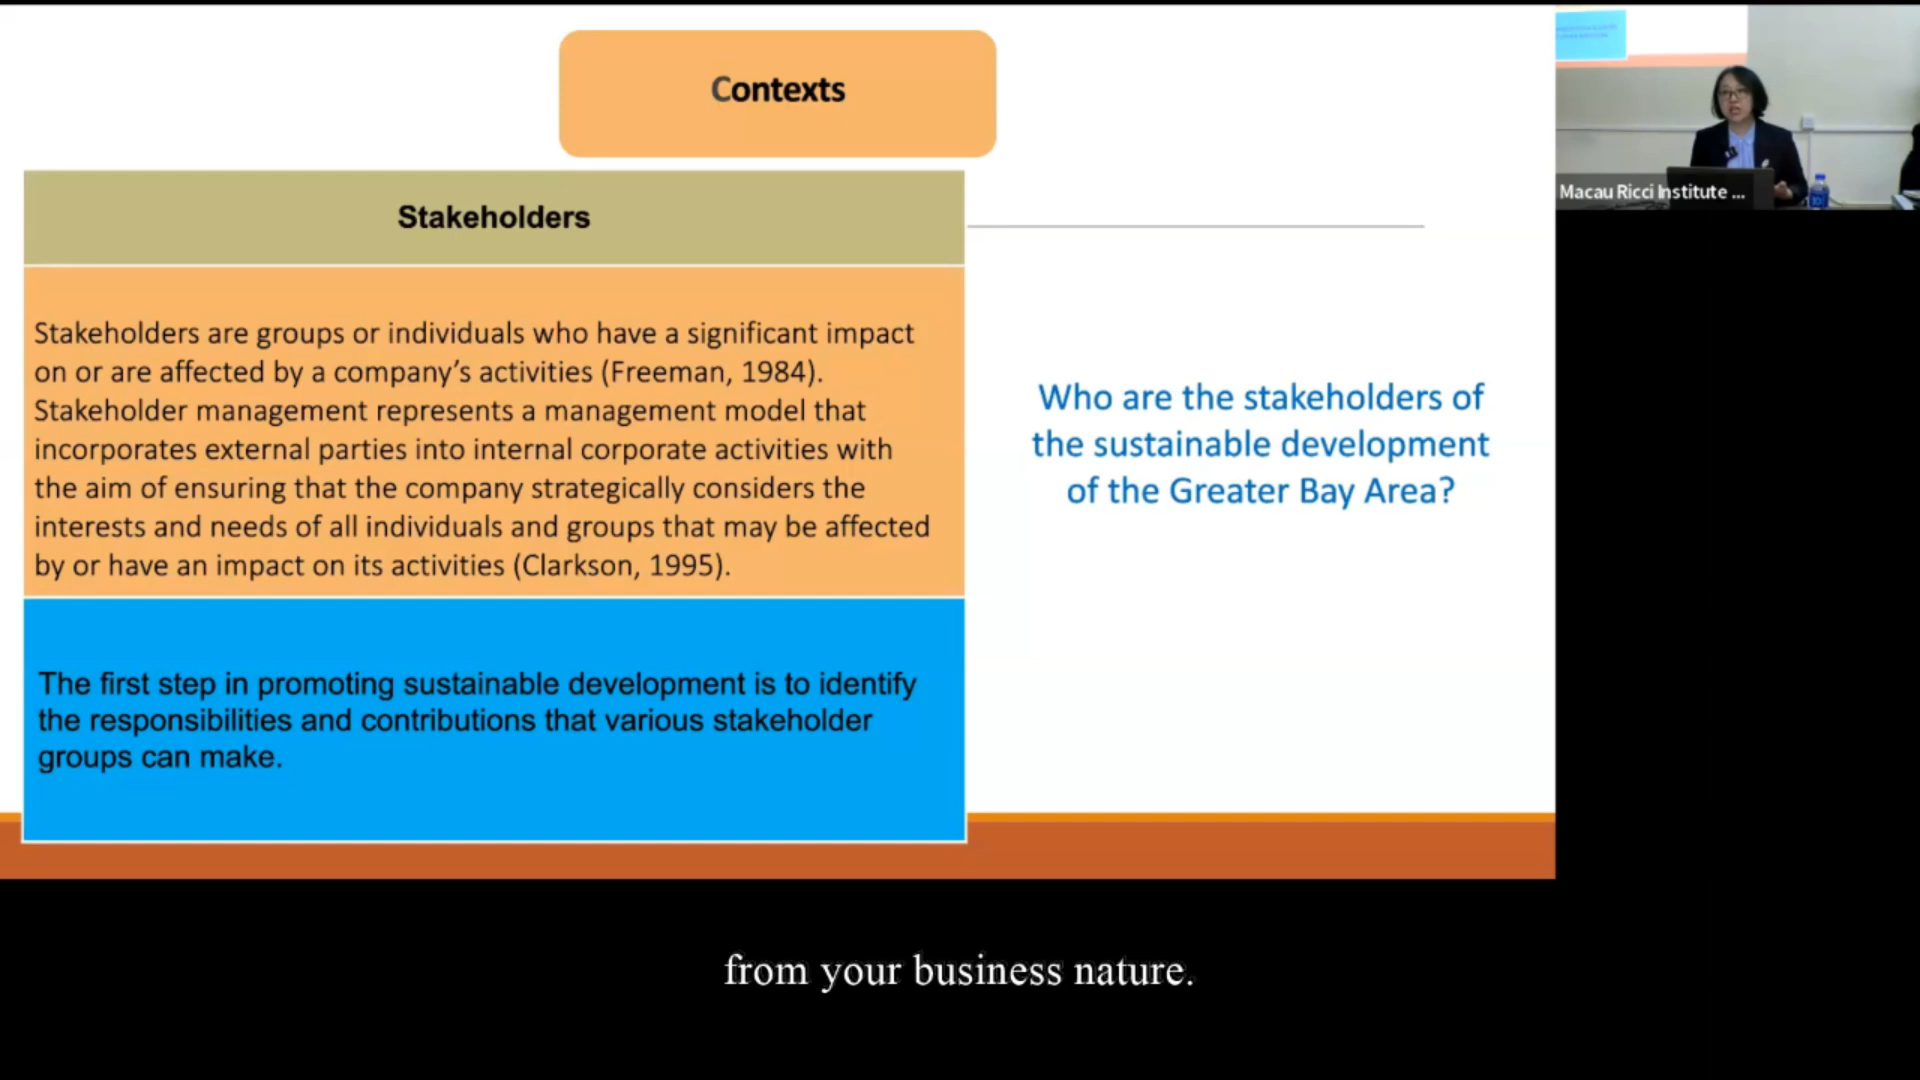 Contexts
Stakeholders
Stakeholders are groups or individuals who have a significant impact
on or are affected by a company’s activities (Freeman, 1984).
Stakeholder management represents a management model that
incorporates external parties into internal corporate activities with
the aim of ensuring that the company strategically considers the
interests and needs of all individuals and groups that may be affected
by or have an impact on its activities (Clarkson, 1995).
The first step in promoting sustainable development is to identify
the responsibilities and contributions that various stakeholder
groups can make.
Who are the stakeholders of
the sustainable development
of the Greater Bay Area?
Macau Ricci Institute ...
from your business nature.